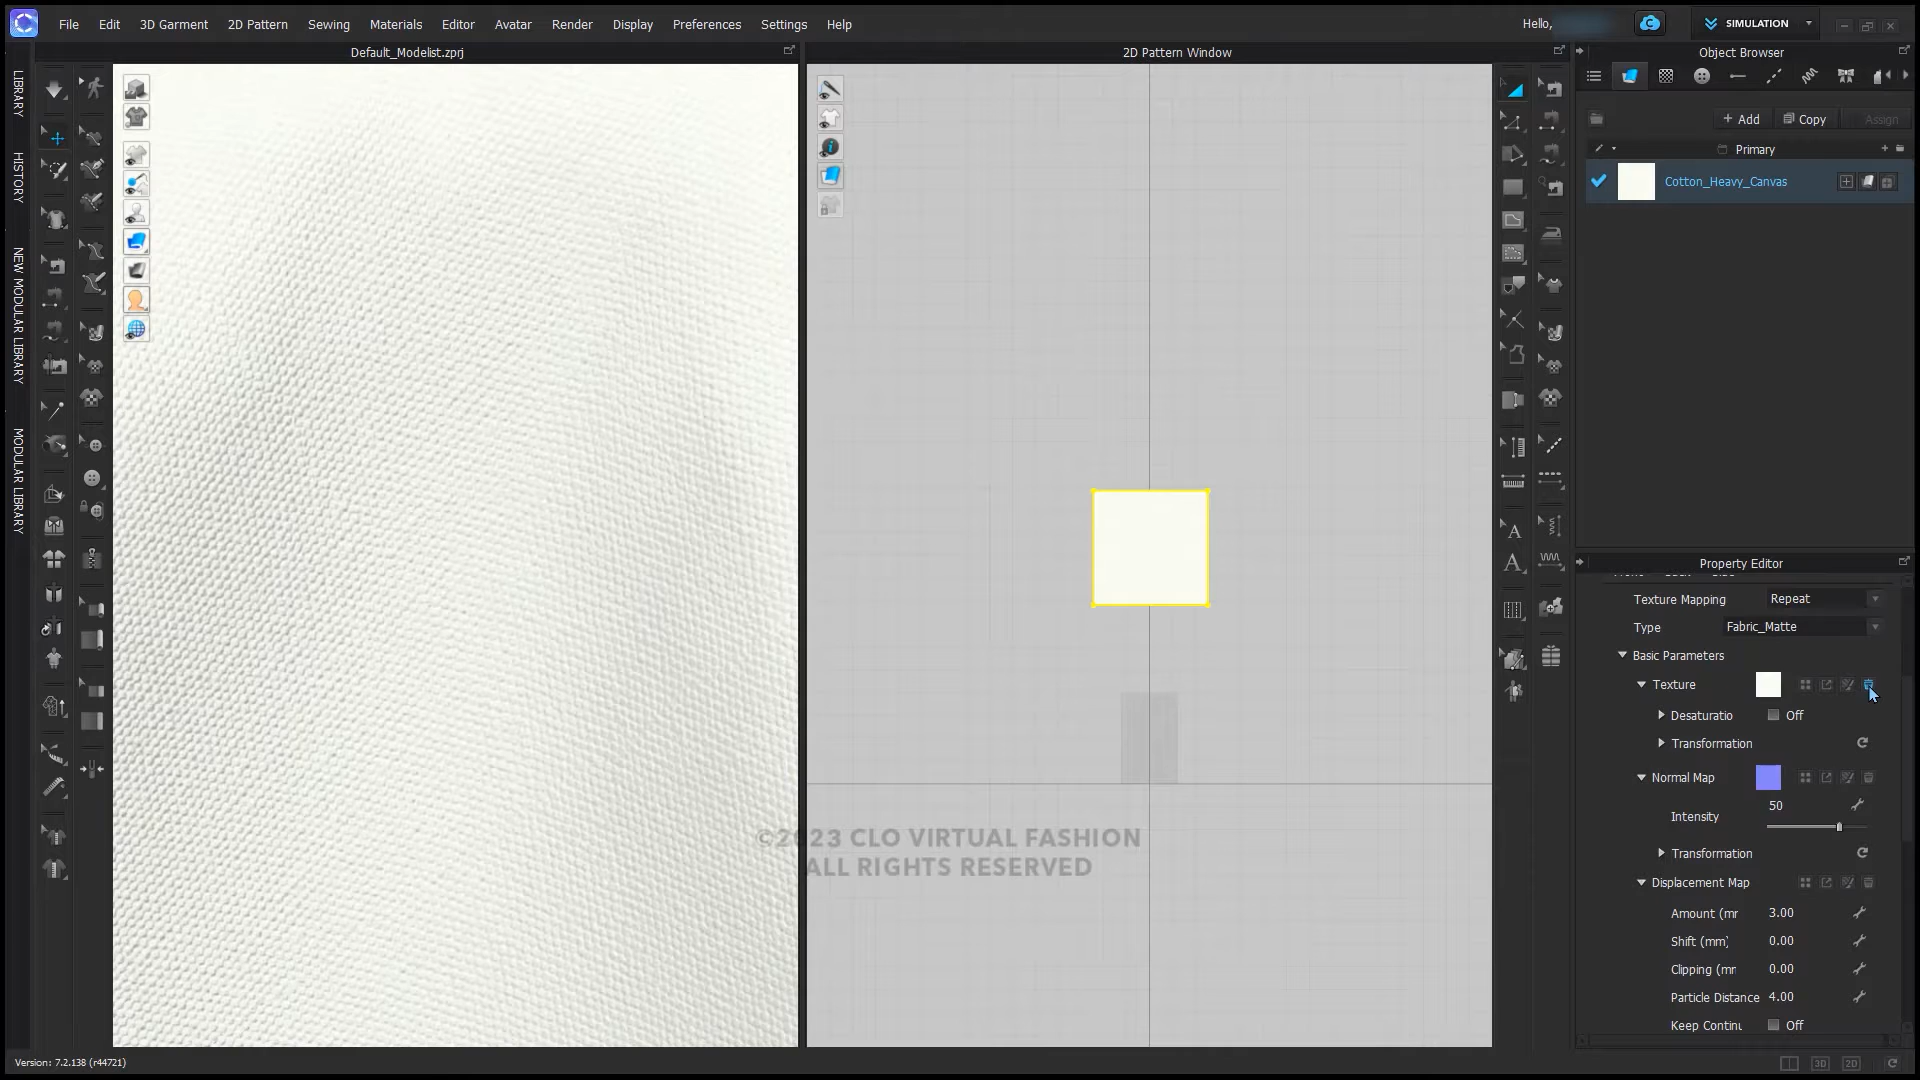 File Edit 3D Garment 2D Pattern Sewing Materials Editor Avatar Render Display Preferences Settings Help
Hello,
SIMULATION
Default_Modelist.zprj
2D Pattern Window
Object Browser
LIBRARY
HISTORY
NEW MODULAR LIBRARY
MODULAR LIBRARY
+ Add
Copy
Assign
Primary
Cotton_Heavy_Canvas
Property Editor
Texture Mapping Repeat
Type Fabric_Matte
Basic Parameters
Texture
Desaturatio Off
Transformation
Normal Map
50
Intensity
Transformation
Displacement Map
Amount (mr 3.00
Shift (mm) 0.00
Clipping (mr 0.00
Particle Distance 4.00
Keep Continu Off
©2023 CLO VIRTUAL FASHION
ALL RIGHTS RESERVED
Version: 7.2.138 (r44721)
3D
2D